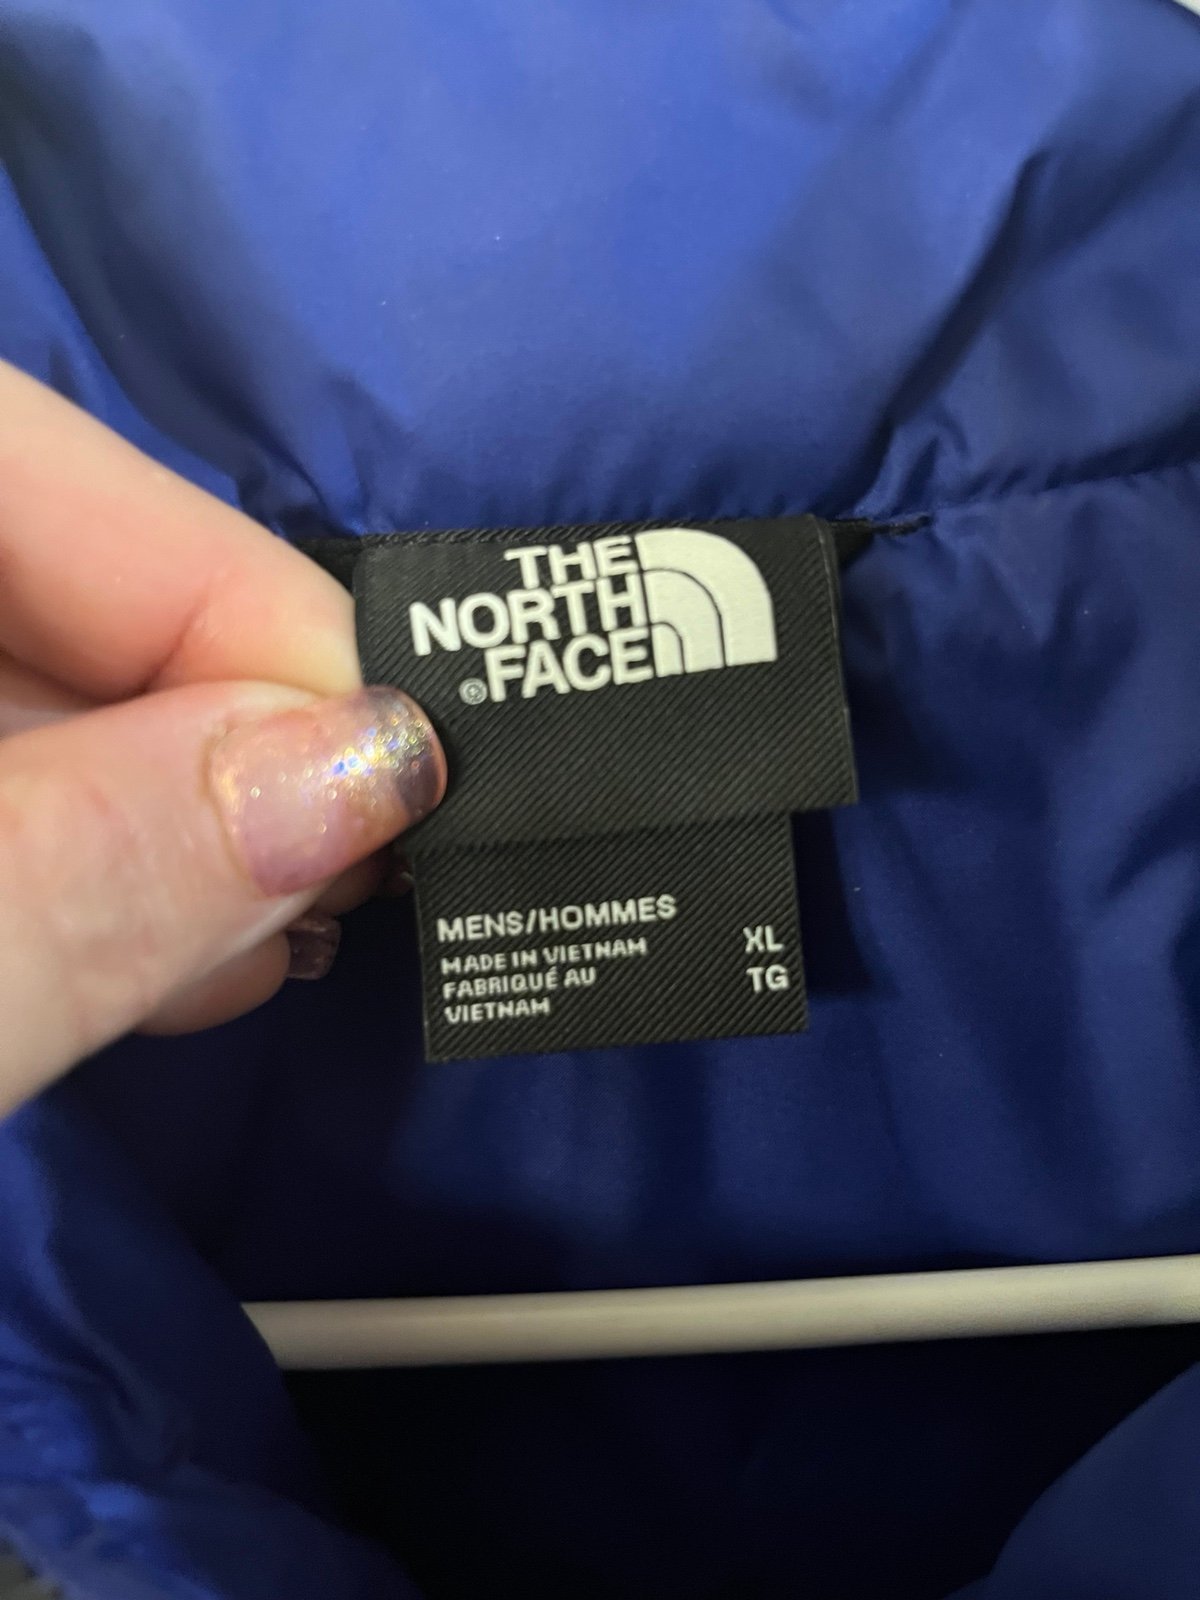 THE
NORTH
®FACE
MENS/HOMMES
MADE IN VIETNAM
FABRIQUÉ AU
VIETNAM
XL
TG